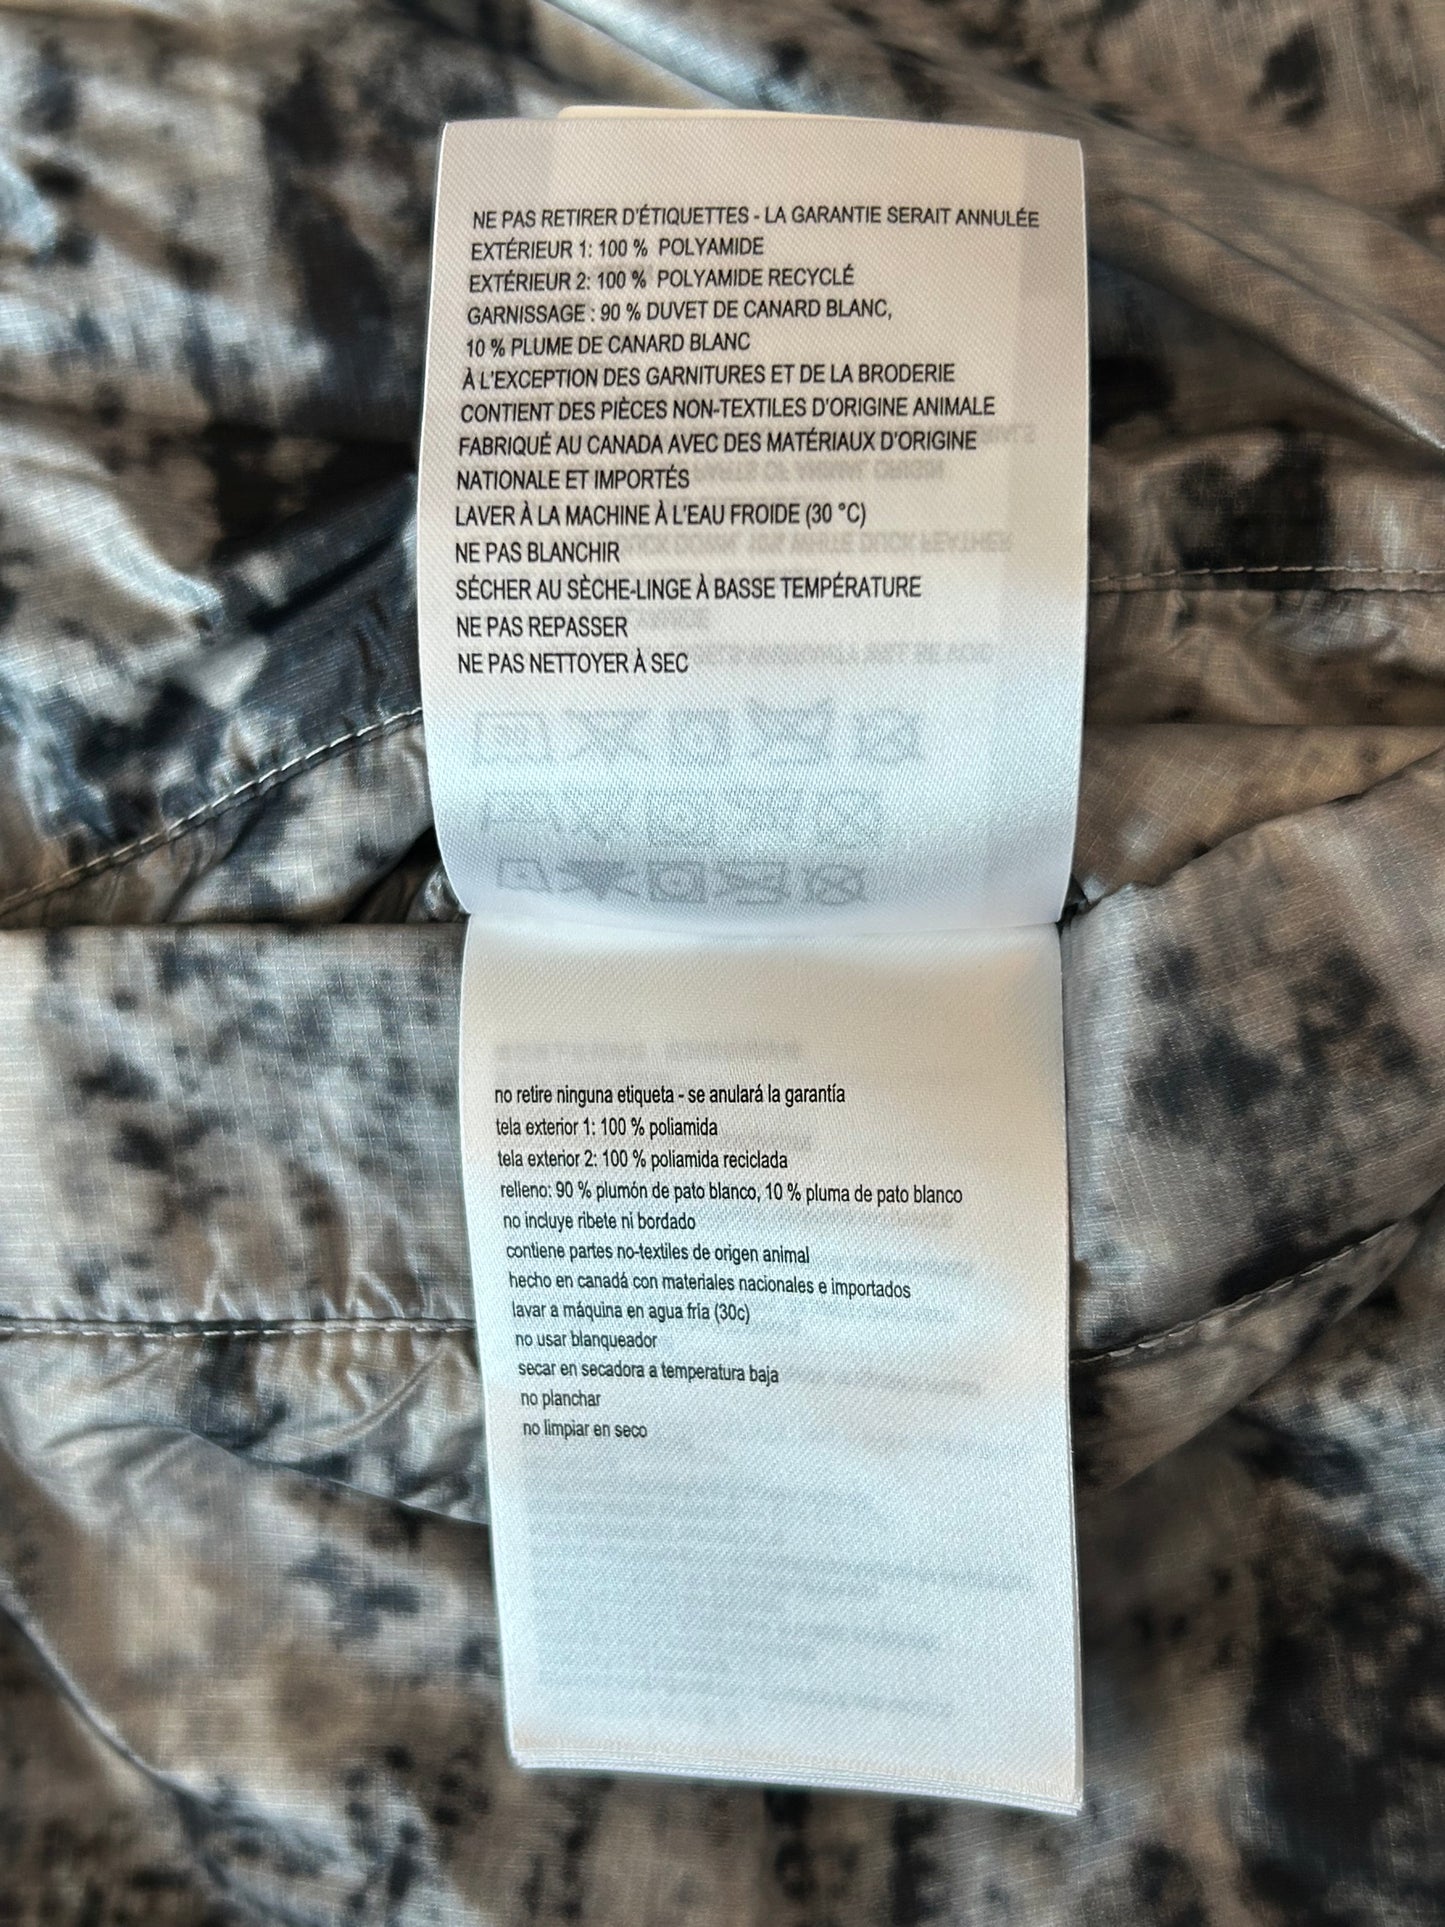 NE PAS RETIRER D'ÉTIQUETTES - LA GARANTIE SERAIT ANNULÉE
EXTÉRIEUR 1: 100 % POLYAMIDE
EXTÉRIEUR 2: 100 % POLYAMIDE RECYCLÉ
GARNISSAGE : 90 % DUVET DE CANARD BLANC,
10 % PLUME DE CANARD BLANC
À L'EXCEPTION DES GARNITURES ET DE LA BRODERIE
CONTIENT DES PIÈCES NON-TEXTILES D'ORIGINE ANIMALE
FABRIQUÉ AU CANADA AVEC DES MATÉRIAUX D'ORIGINE
NATIONALE ET IMPORTÉS
LAVER À LA MACHINE À L'EAU FROIDE (30 °C)
NE PAS BLANCHIR
SÉCHER AU SÈCHE-LINGE À BASSE TEMPÉRATURE
NE PAS REPASSER
NE PAS NETTOYER À SEC
no retire ninguna etiqueta - se anulará la garantía
tela exterior 1: 100 % poliamida
tela exterior 2: 100 % poliamida reciclada
relleno: 90 % plumón de pato blanco, 10 % pluma de pato blanco
no incluye ribete ni bordado
contiene partes no-textiles de origen animal
hecho en canadá con materiales nacionales e importados
lavar a máquina en agua fría (30c)
no usar blanqueador
secar en secadora a temperatura baja
no planchar
no limpiar en seco